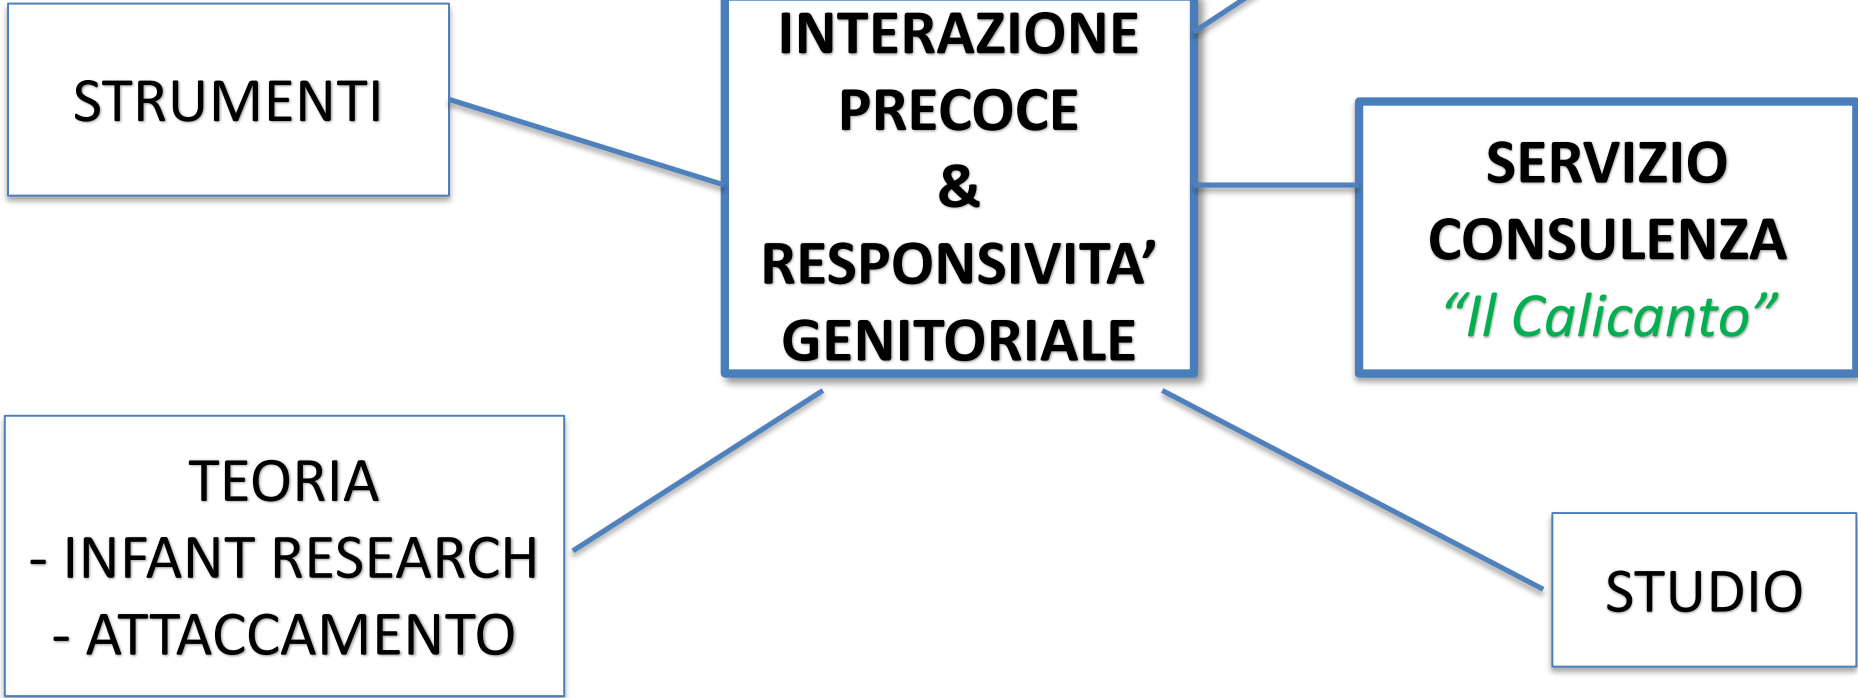 STRUMENTI
INTERAZIONE
PRECOCE
&
RESPONSIVITA’
GENITORIALE
SERVIZIO
CONSULENZA
“Il Calicanto”
TEORIA
- INFANT RESEARCH
- ATTACCAMENTO
STUDIO